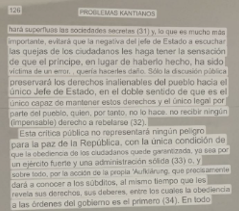 126
PROBLEMAS KANTIANOS
hará superfluas las sociedades secretas (31) y, lo que es mucho más
importante, evitará que la negativa del Jefe de Estado a escuchar
las quejas de los ciudadanos les haga tener la sensación
de que el príncipe, en lugar de haberlo hecho, ha sido
víctima de un error, quería hacerles daño. Sólo la discusión pública
preservará los derechos inalienables del pueblo hacia el
único Jefe de Estado, en el doble sentido de que es el
único capaz de mantener estos derechos y el único legal por
parte del pueblo, quien, por tanto, no lo hace. no recibir ningún
(impensable) derecho a rebelarse (32).
Esta crítica pública no representará ningún peligro
para la paz de la República, con la única condición de
que la obediencia de los ciudadanos quede garantizada, ya sea por
un ejército fuerte y una administración sólida (33) o, y
sobre todo, por la acción de la propia 'Aufklärung, que precisamente
dará a conocer a los súbditos, al mismo tiempo que les
revela sus derechos, sus deberes, entre los cuales la obediencia
a las órdenes del gobierno es el primero (34). En todo